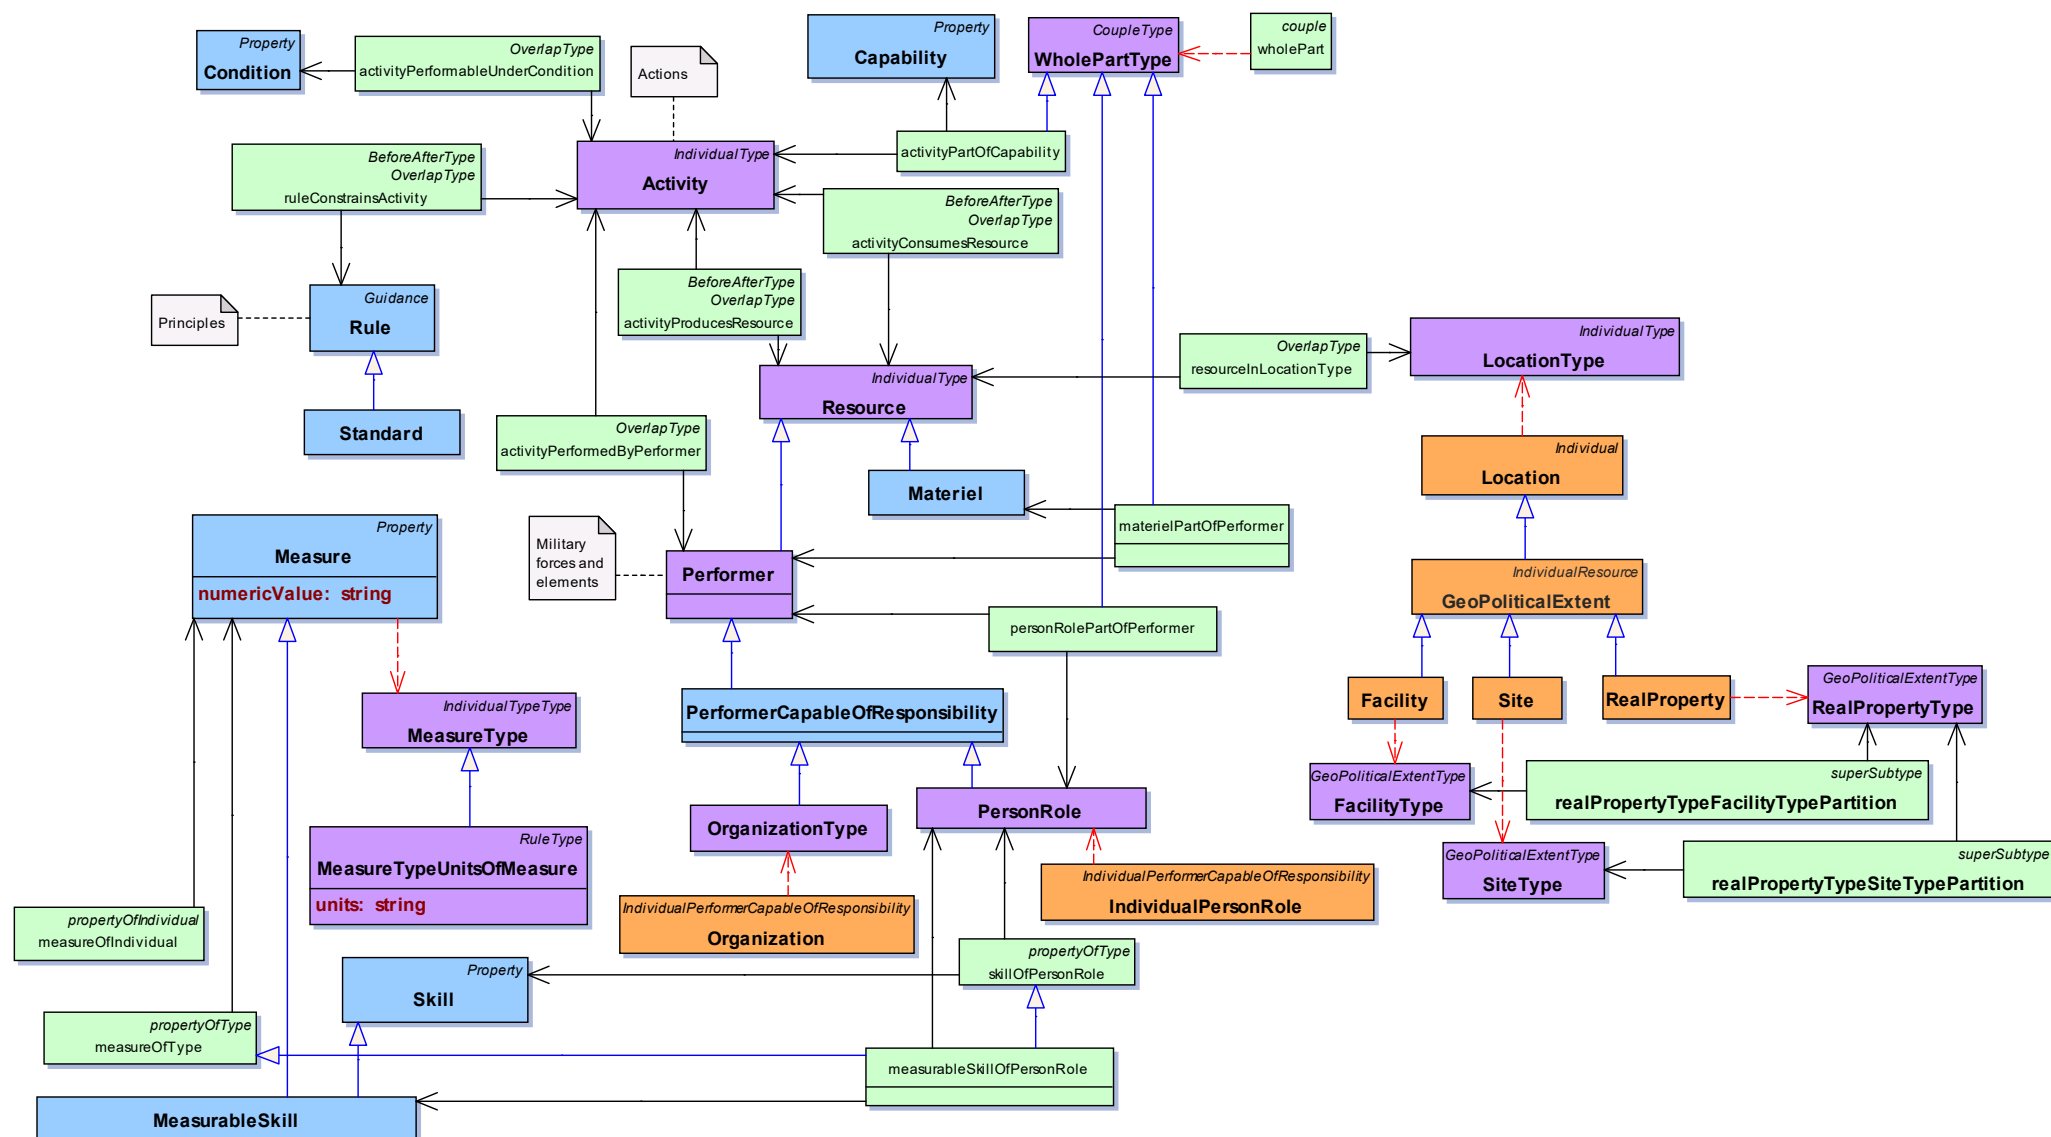 Property
Condition
OverlapType
activityPerformableUnderCondition
Actions
Property
Capability
CoupleType
WholePartType
couple
wholePart
BeforeAfterType
OverlapType
ruleConstrainsActivity
IndividualType
Activity
activityPartOfCapability
BeforeAfterType
OverlapType
activityConsumesResource
Principles
Guidance
Rule
BeforeAfterType
OverlapType
activityProducesResource
IndividualType
Resource
OverlapType
resourceInLocationType
IndividualType
LocationType
Standard
OverlapType
activityPerformedByPerformer
Materiel
Individual
Location
Property
Measure
numericValue: string
Military
forces and
elements
Performer
materielPartOfPerformer
IndividualResource
GeoPoliticalExtent
personRolePartOfPerformer
IndividualTypeType
MeasureType
PerformerCapableOfResponsibility
Facility
Site
RealProperty
GeoPoliticalExtentType
RealPropertyType
GeoPoliticalExtentType
FacilityType
superSubtype
realPropertyTypeFacilityTypePartition
RuleType
MeasureTypeUnitsOfMeasure
units: string
OrganizationType
PersonRole
GeoPoliticalExtentType
SiteType
superSubtype
realPropertyTypeSiteTypePartition
propertyOfIndividual
measureOfIndividual
IndividualPerformerCapableOfResponsibility
Organization
IndividualPerformerCapableOfResponsibility
IndividualPersonRole
Property
Skill
propertyOfType
skillOfPersonRole
propertyOfType
measureOfType
measurableSkillOfPersonRole
MeasurableSkill